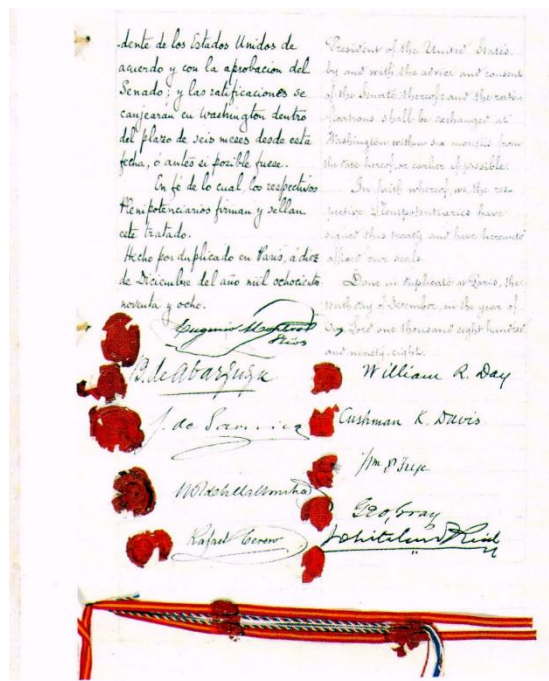 dente de los Estados Unidos de
acuerdo y con la aprobación del
Senado; y las ratificaciones se
canjearán en Washington dentro
del plazo de seis meses desde esta
fecha, ó antes si posible fuese.
En fé de lo cual, los respectivos
Plenipotenciarios firman y sellan
este tratado.
Hecho por duplicado en Paris, á diez
de Diciembre del año mil ochocientos
noventa y ocho.
Eugenio Montero
Ríos
B. de Abarzuza
J. de
Rafael Cerero
President of the United States,
by and with the advice and consent
of the Senate thereof; and the ratifi-
cations shall be exchanged at
Washington within six months from
the date hereof, or earlier if possible.
In faith whereof, we, the res-
pective Plenipotentiaries, have
signed this treaty and have hereunto
affixed our seals.
Done in duplicate at Paris, the
tenth day of December, in the year of
Our Lord one thousand eight hundred
and ninety-eight.
William R. Day
Cushman K. Davis
Wm P. Frye
Geo. Gray
Whitelaw Reid